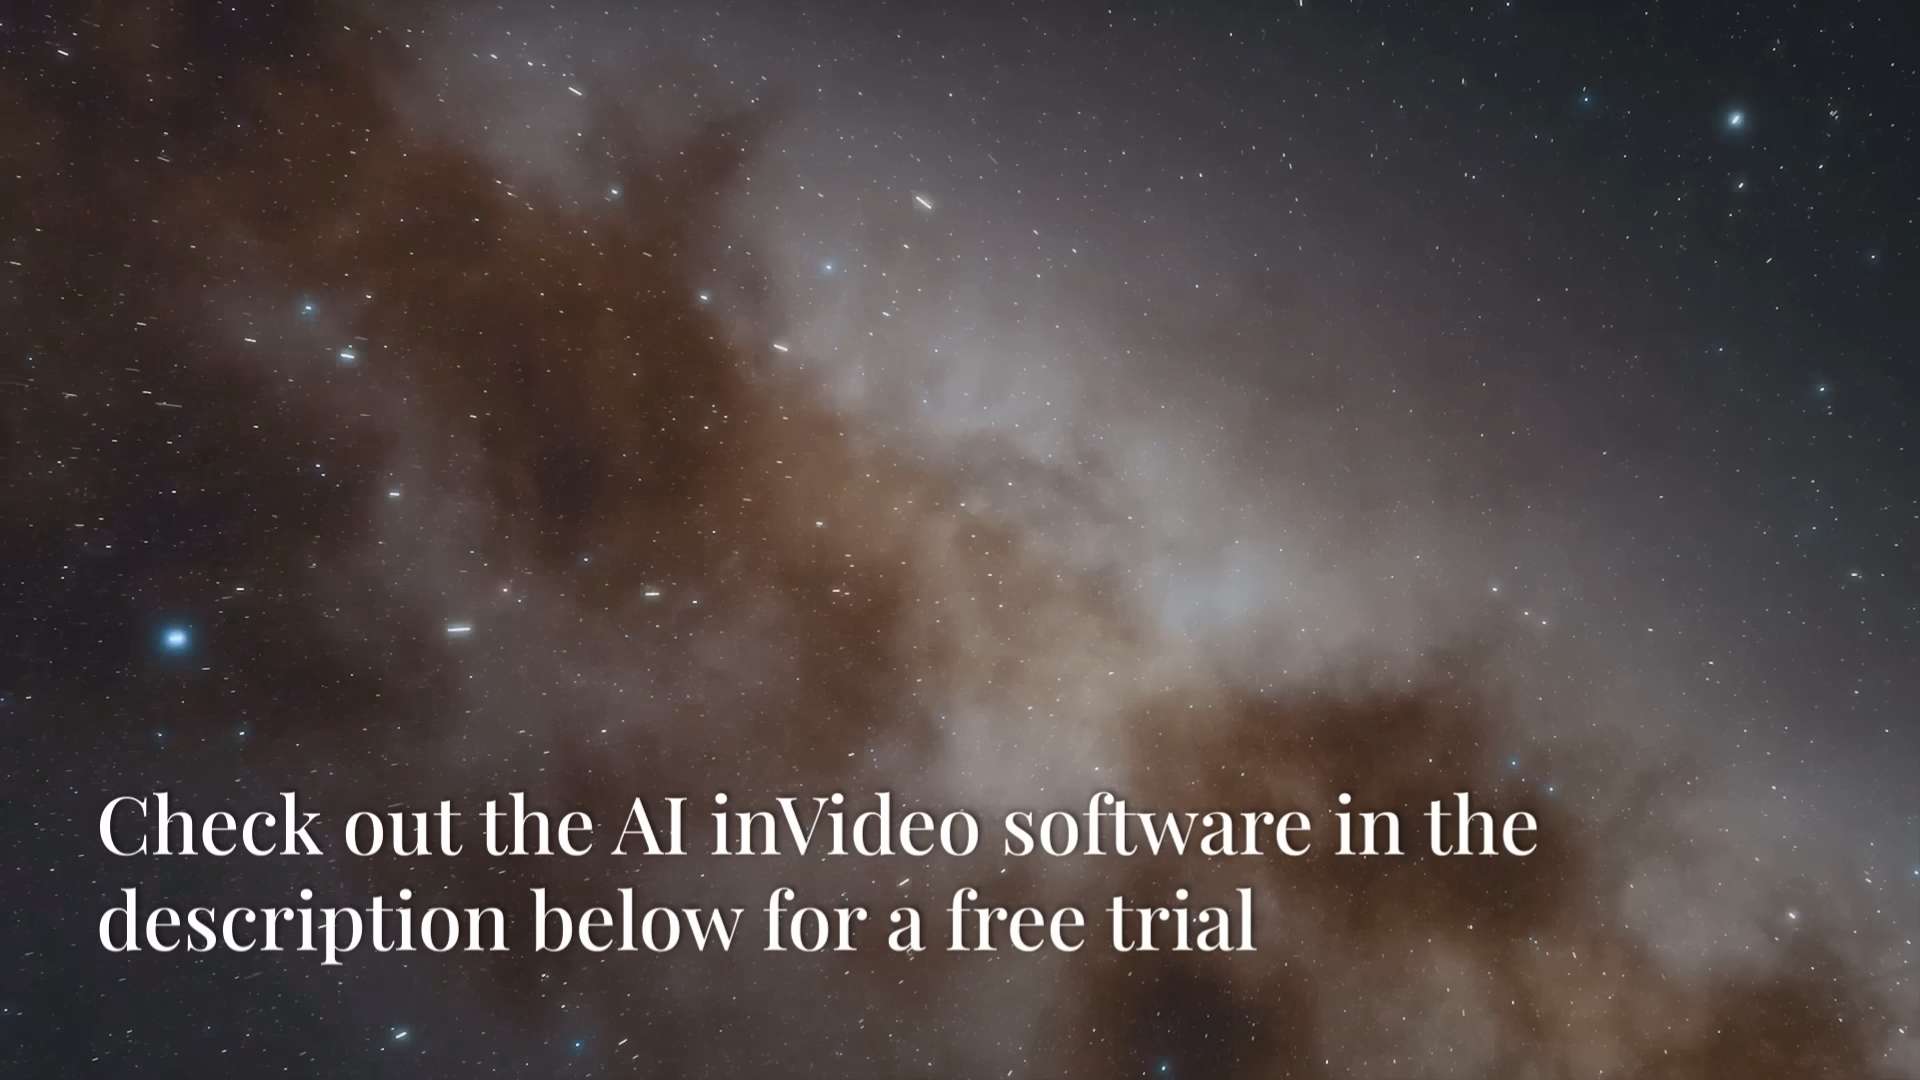 Check out the AI inVideo software in the
description below for a free trial